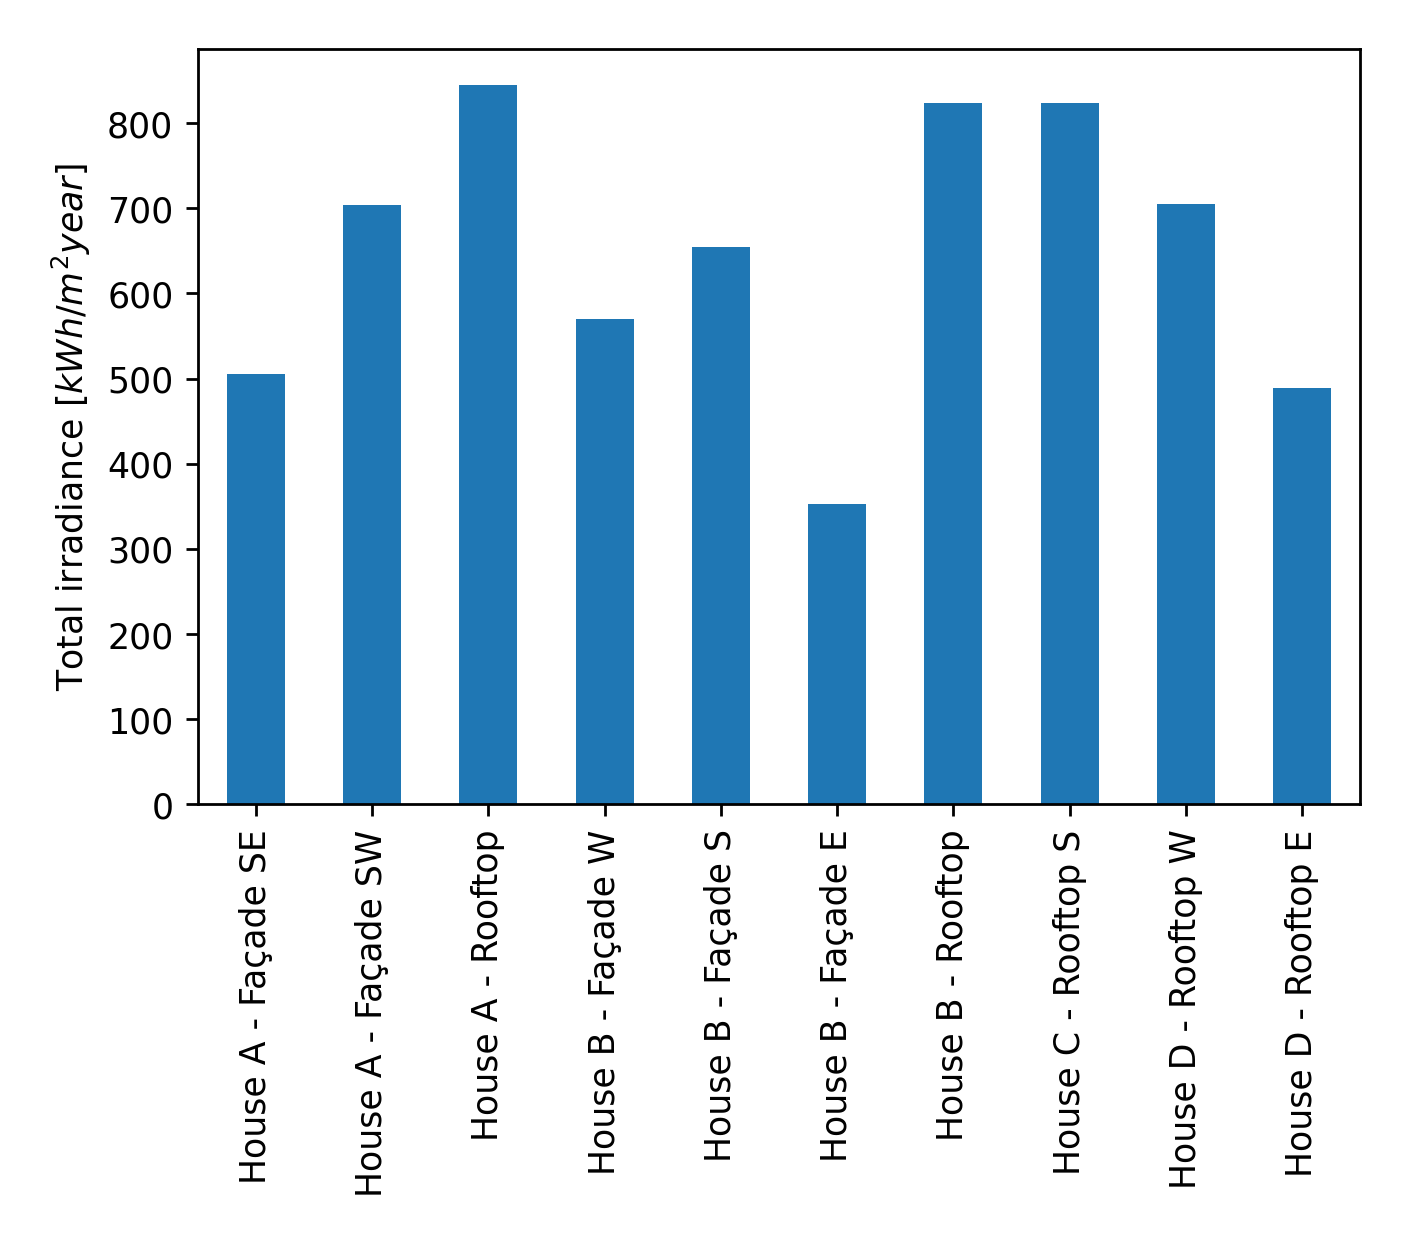 Total irradiance [kWh/m²year]
800
700
600
500
400
300
200
100
0
House A - Façade SE
House A - Façade SW
House A - Rooftop
House B - Façade W
House B - Façade S
House B - Façade E
House B - Rooftop
House C - Rooftop S
House D - Rooftop W
House D - Rooftop E